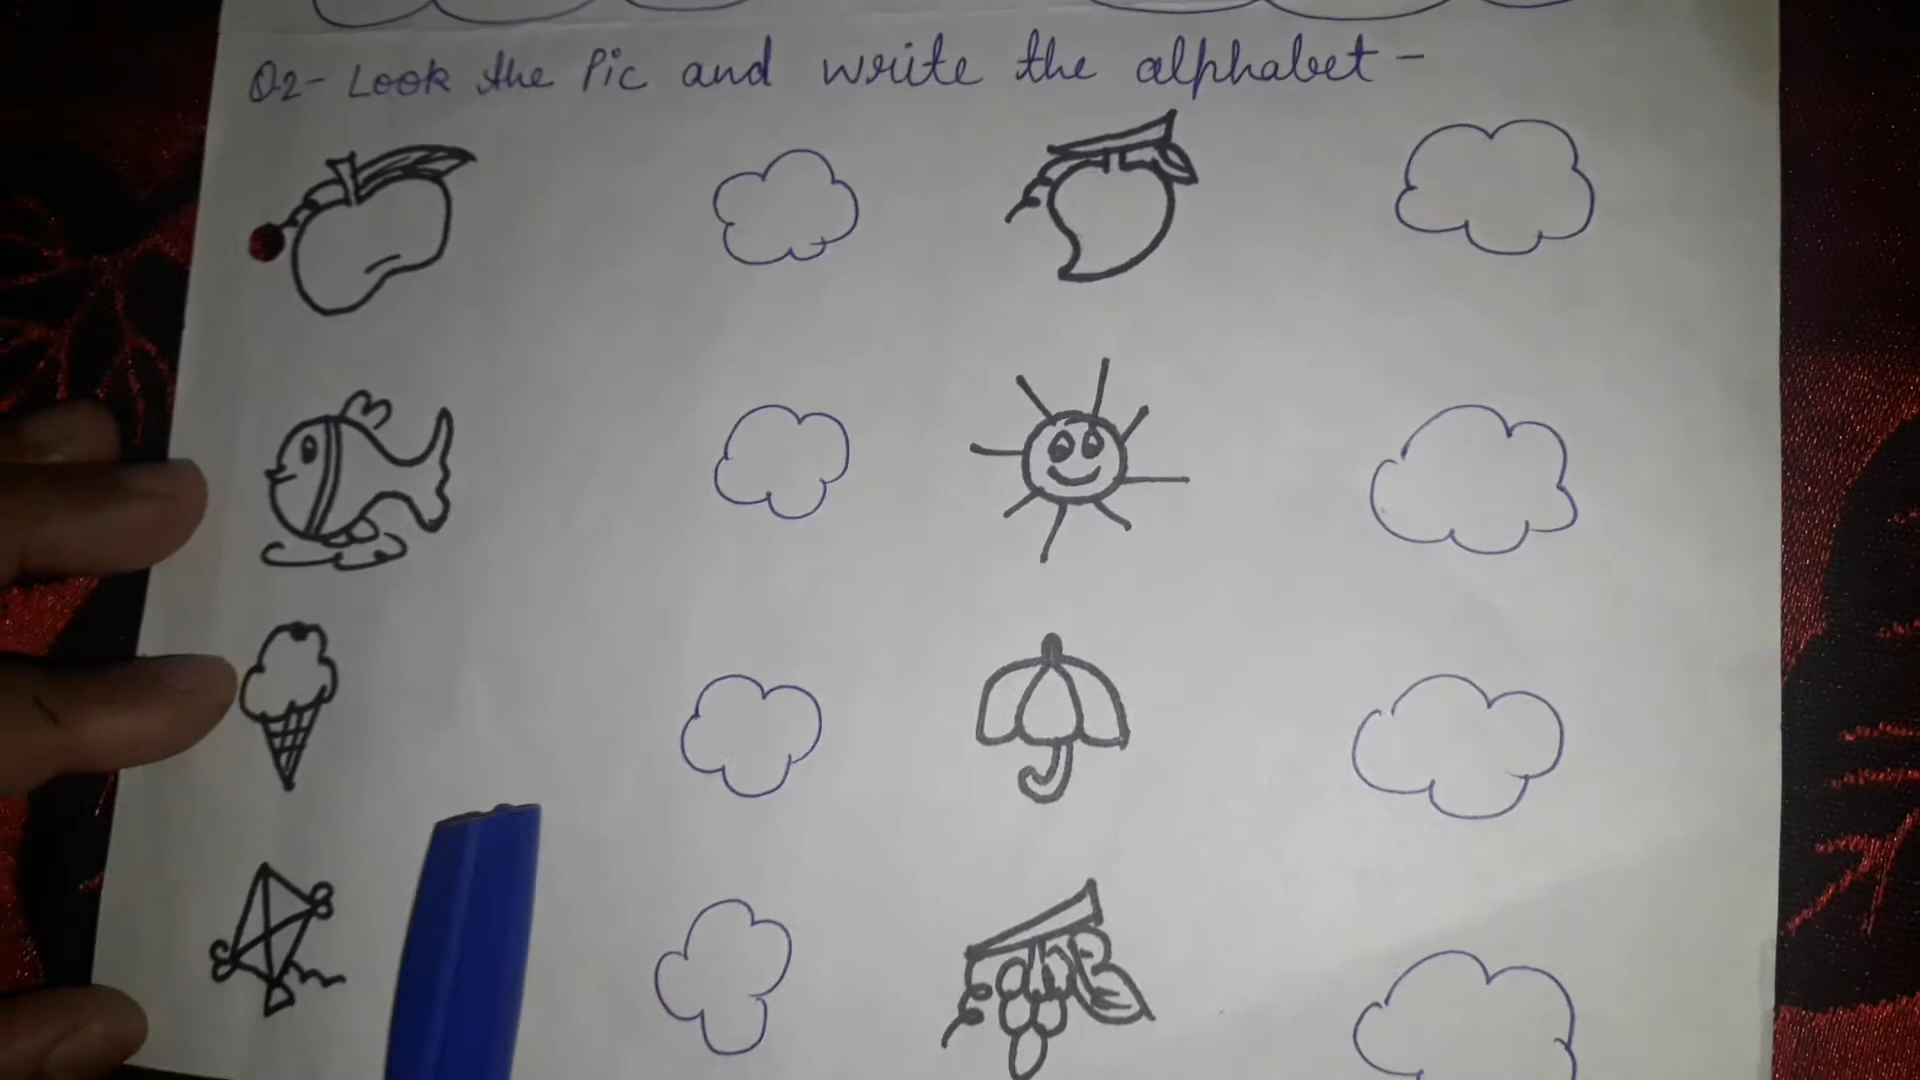 Q2- Look the Pic and write the alphabet -